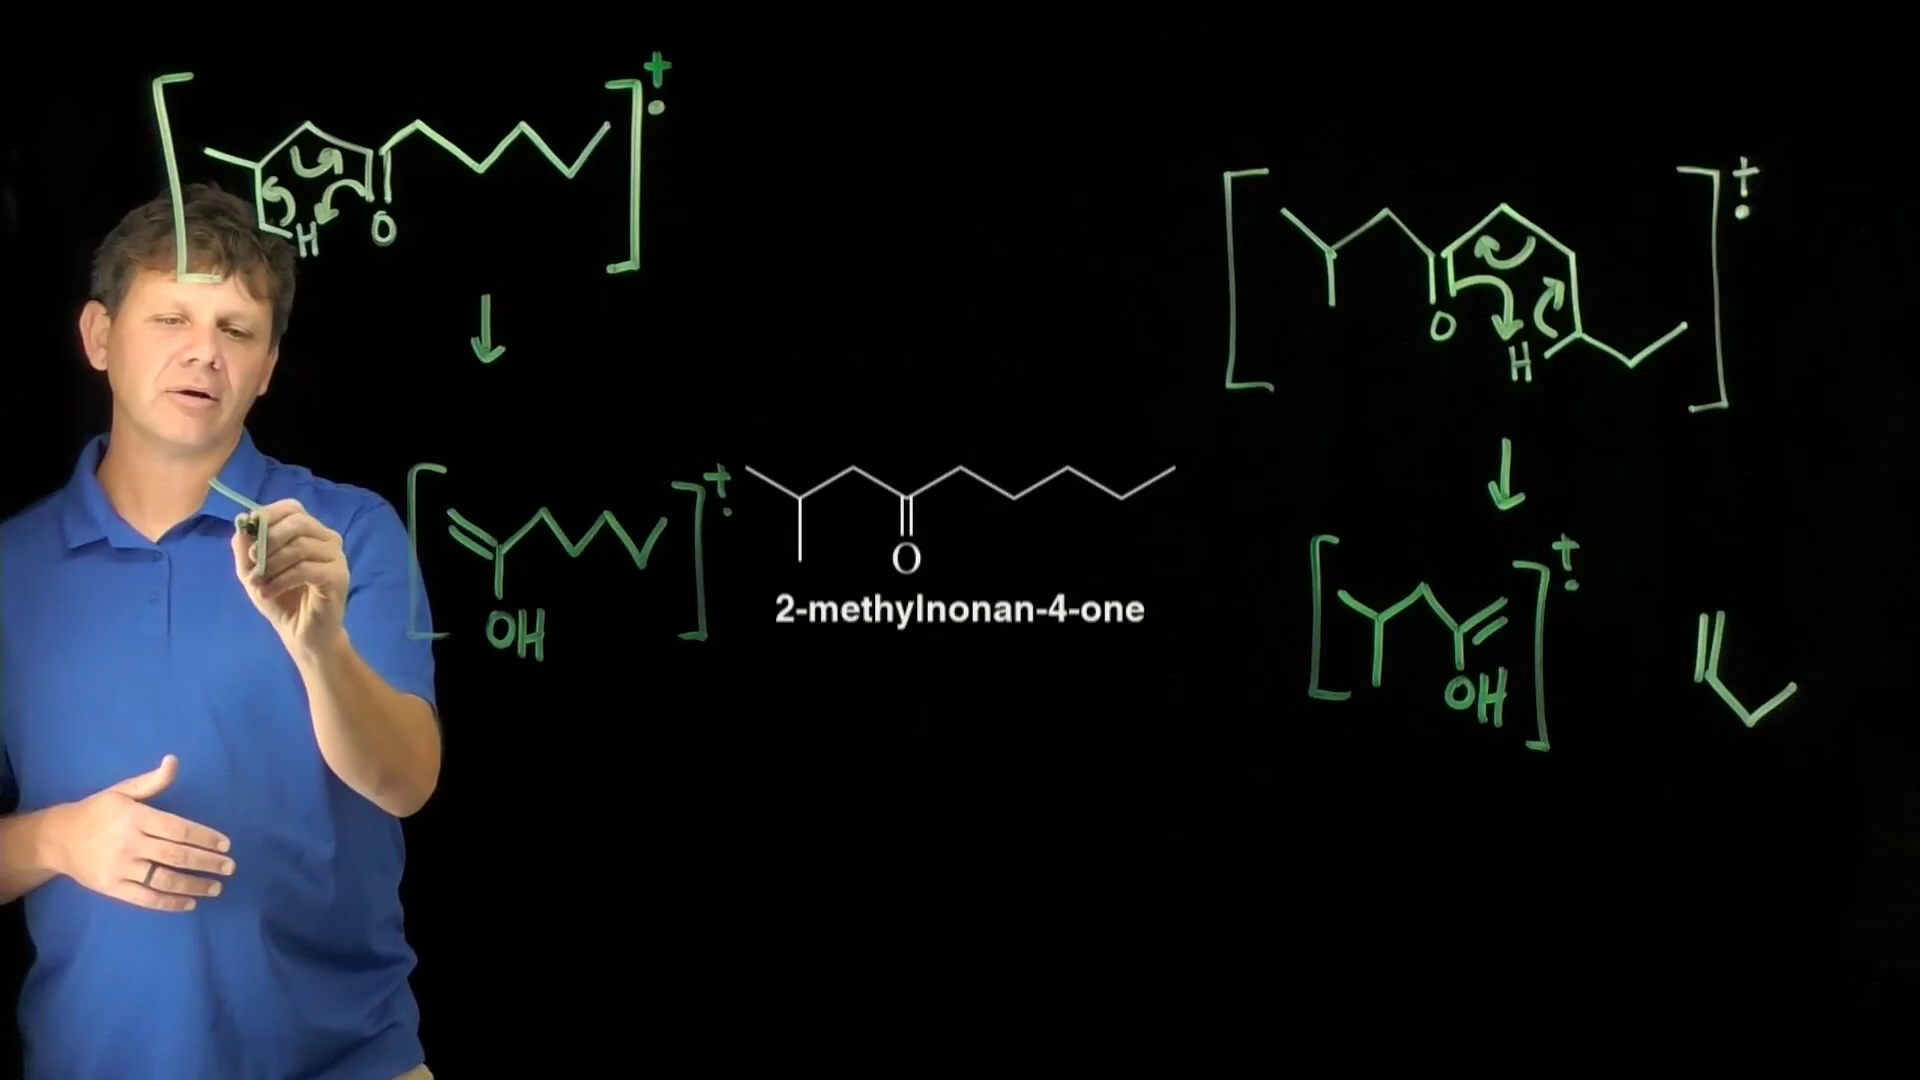 +
•
H
O
+
•
O
H
+
•
OH
O
2-methylnonan-4-one
+
•
OH